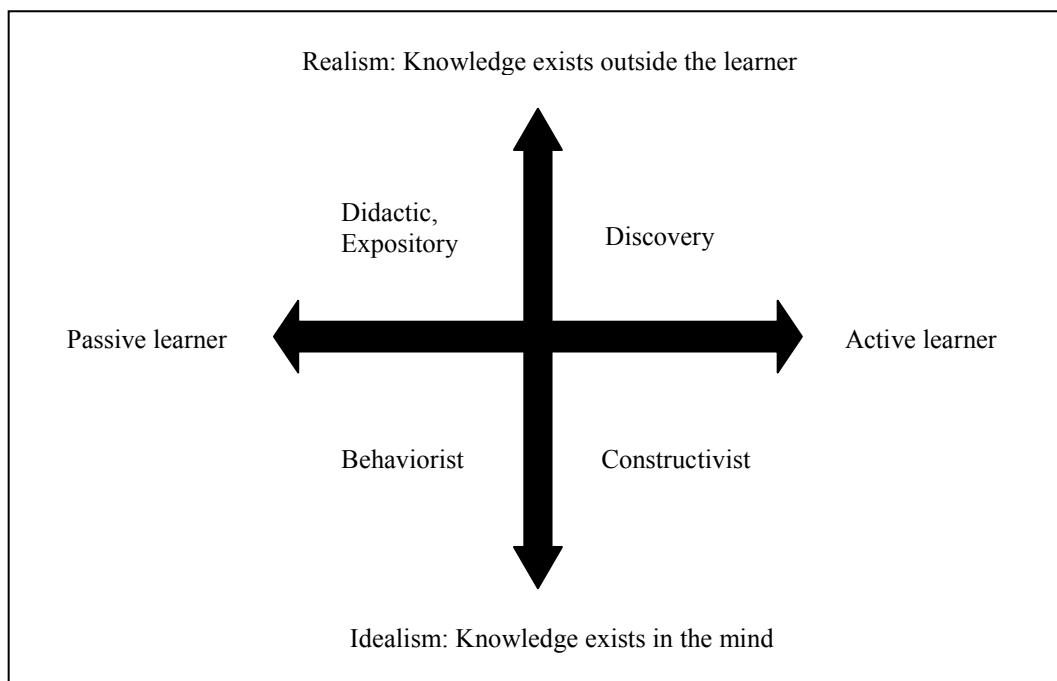 Realism: Knowledge exists outside the learner
Didactic,
Expository
Discovery
Passive learner
Active learner
Behaviorist
Constructivist
Idealism: Knowledge exists in the mind